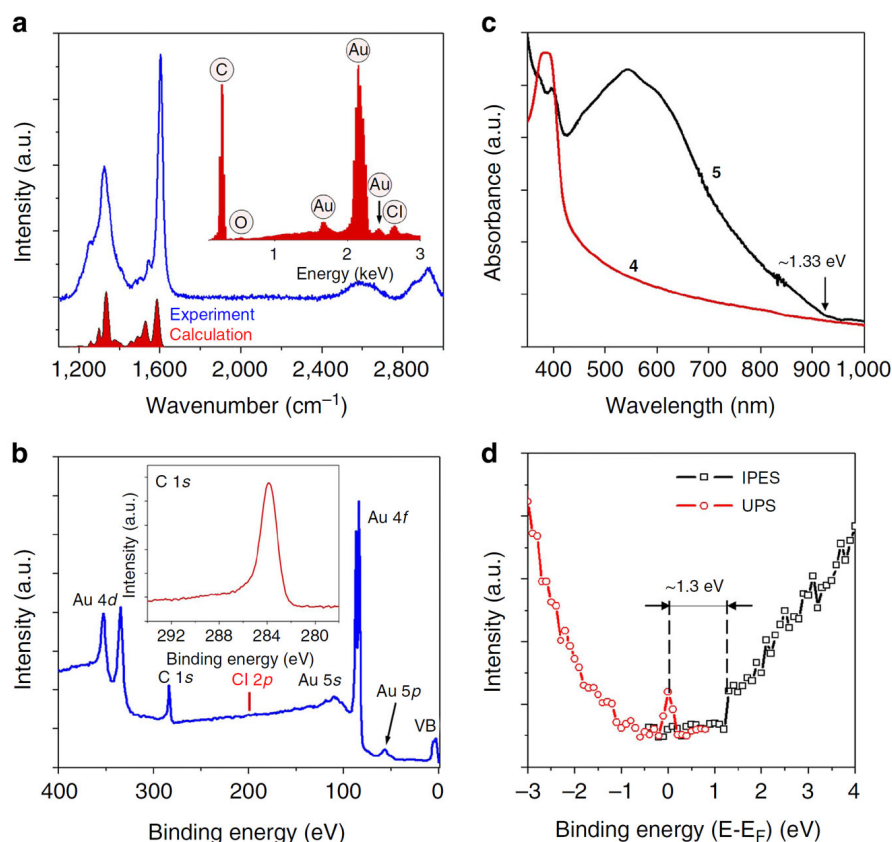 a
Intensity (a.u.)
C
O
Au
Au
Au
Cl
1
2
3
Energy (keV)
Experiment
Calculation
1,200 1,600 2,000 2,400 2,800
Wavenumber (cm–1)
c
Absorbance (a.u.)
5
4
~1.33 eV
400 500 600 700 800 900 1,000
Wavelength (nm)
b
Intensity (a.u.)
C 1s
Intensity (a.u.)
292 288 284 280
Binding energy (eV)
Au 4d
C 1s
Cl 2p
Au 5s
Au 4f
Au 5p
VB
400 300 200 100 0
Binding energy (eV)
d
Intensity (a.u.)
IPES
UPS
~1.3 eV
–3 –2 –1 0 1 2 3 4
Binding energy (E-EF) (eV)